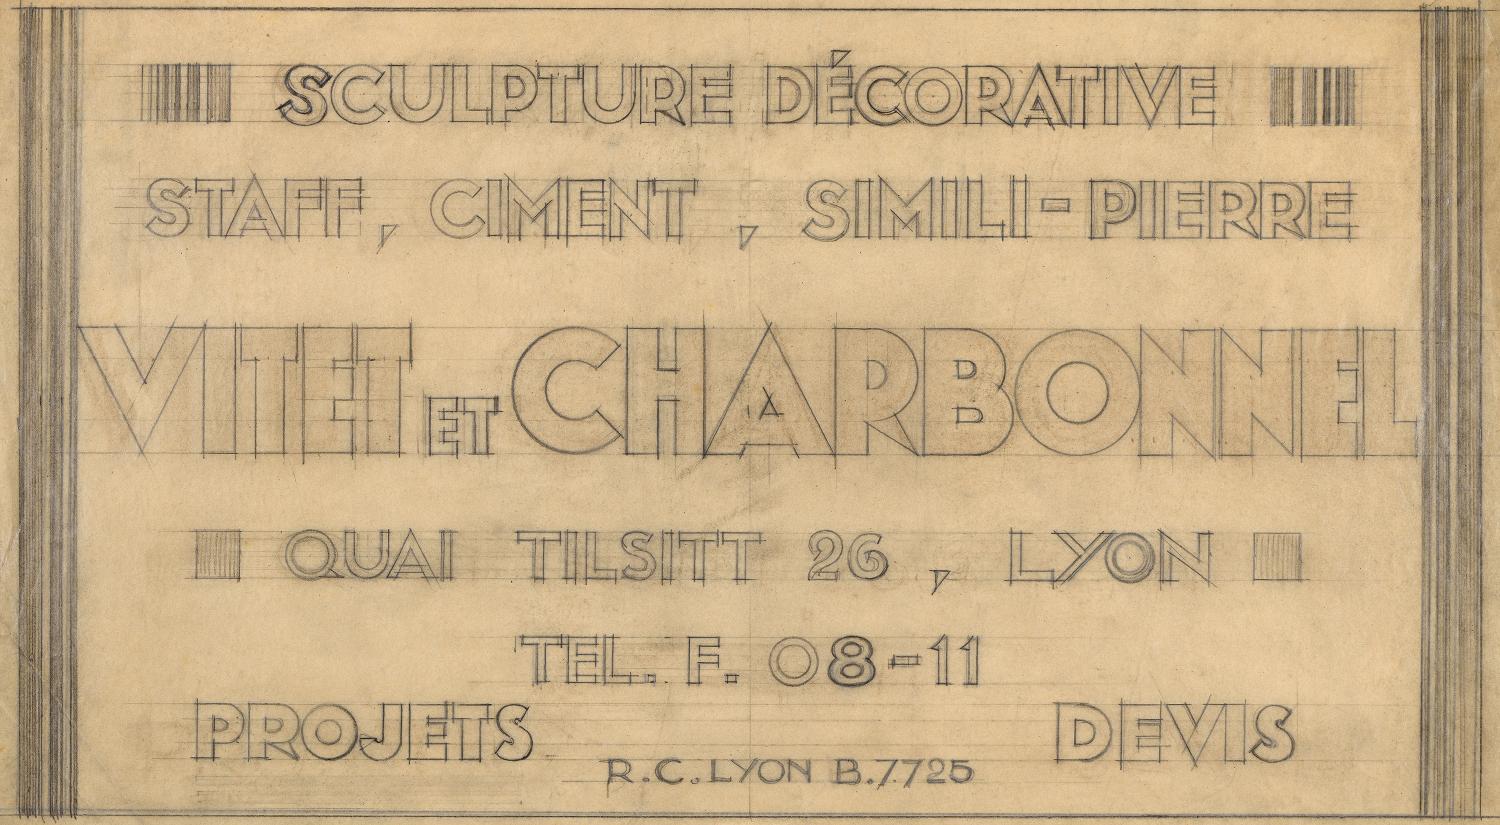 SCULPTURE DÉCORATIVE
STAFF, CIMENT, SIMILI-PIERRE
VITET ET CHARBONNEL
QUAI TILSITT 26, LYON
TEL. F. 08-11
PROJETS DEVIS
R.C. LYON B.7725